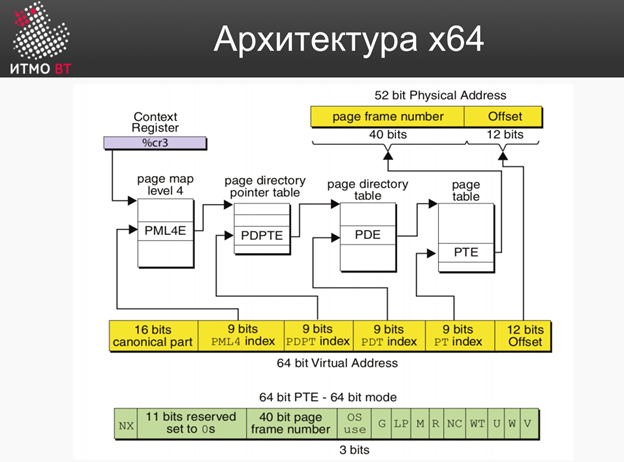 ИТМО ВТ
Архитектура x64
52 bit Physical Address
page frame number Offset
40 bits 12 bits
Context
Register
%cr3
page map
level 4
page directory
pointer table
page directory
table
page
table
PML4E
PDPTE
PDE
PTE
16 bits
canonical part
9 bits
PML4 index
9 bits
PDPT index
9 bits
PDT index
9 bits
PT index
12 bits
Offset
64 bit Virtual Address
64 bit PTE - 64 bit mode
NX
11 bits reserved
set to 0s
40 bit page
frame number
OS
use
G LP M R NC WT U W V
3 bits